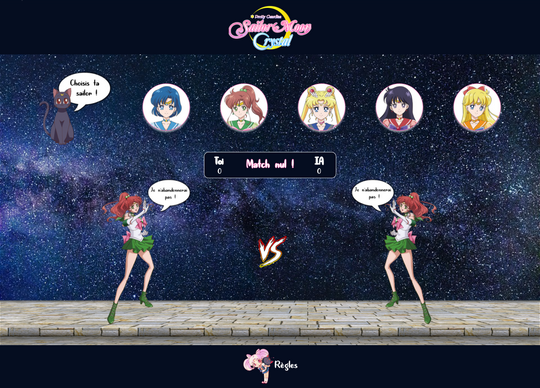 Pretty Guardian
Sailor Moon
Crystal
Choisis ta
sailor !
Toi
Match nul !
IA
0
0
Je n'abandonnerai
pas !
Je n'abandonnerai
pas !
VS
Règles